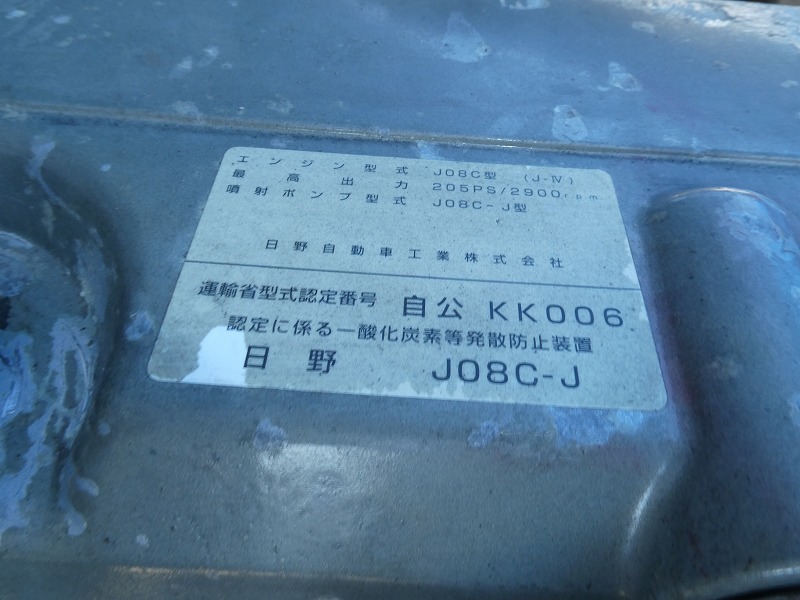 エンジン型式 J08C型 (J-Ⅳ)
最高出力 205PS/2900rpm
噴射ポンプ型式 J08C-J型
日野自動車工業株式会社
運輸省型式認定番号 自公 KK006
認定に係る一酸化炭素等発散防止装置
日野 J08C-J